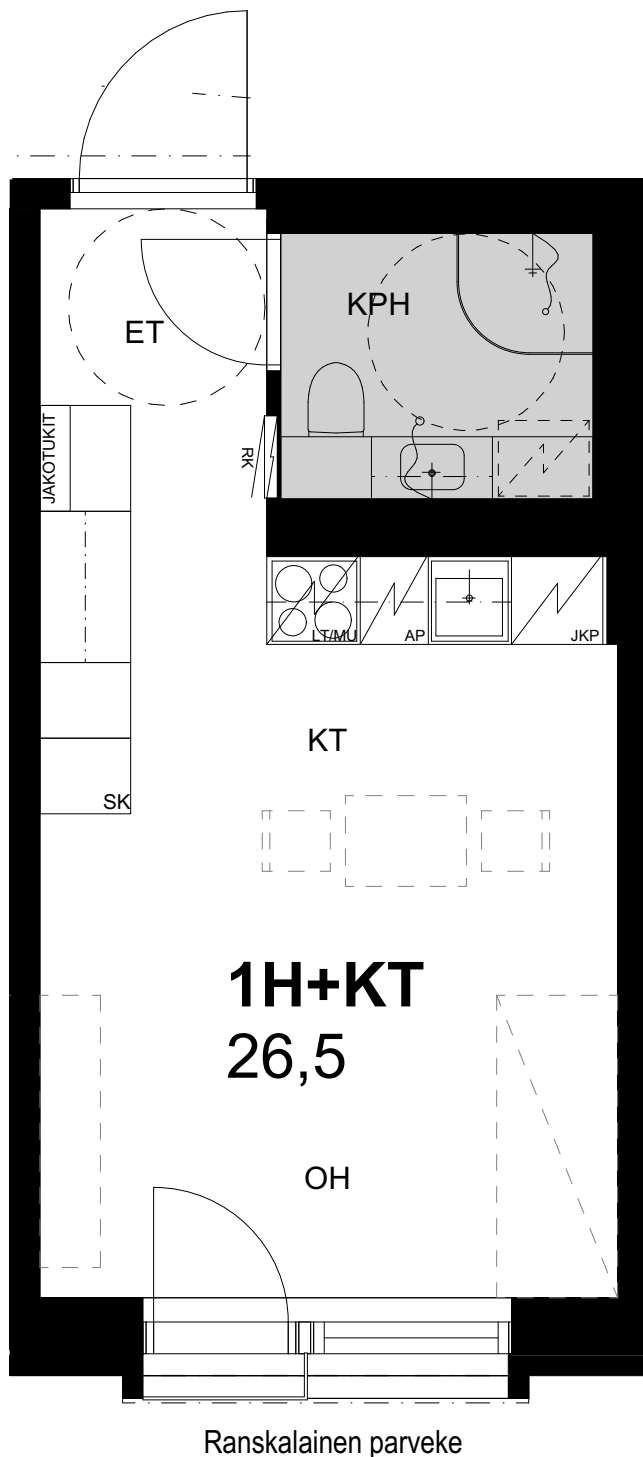 KPH
ET
JAKOTUKIT
RK
LT/MU
AP
JKP
KT
SK
1H+KT
26,5
OH
Ranskalainen parveke